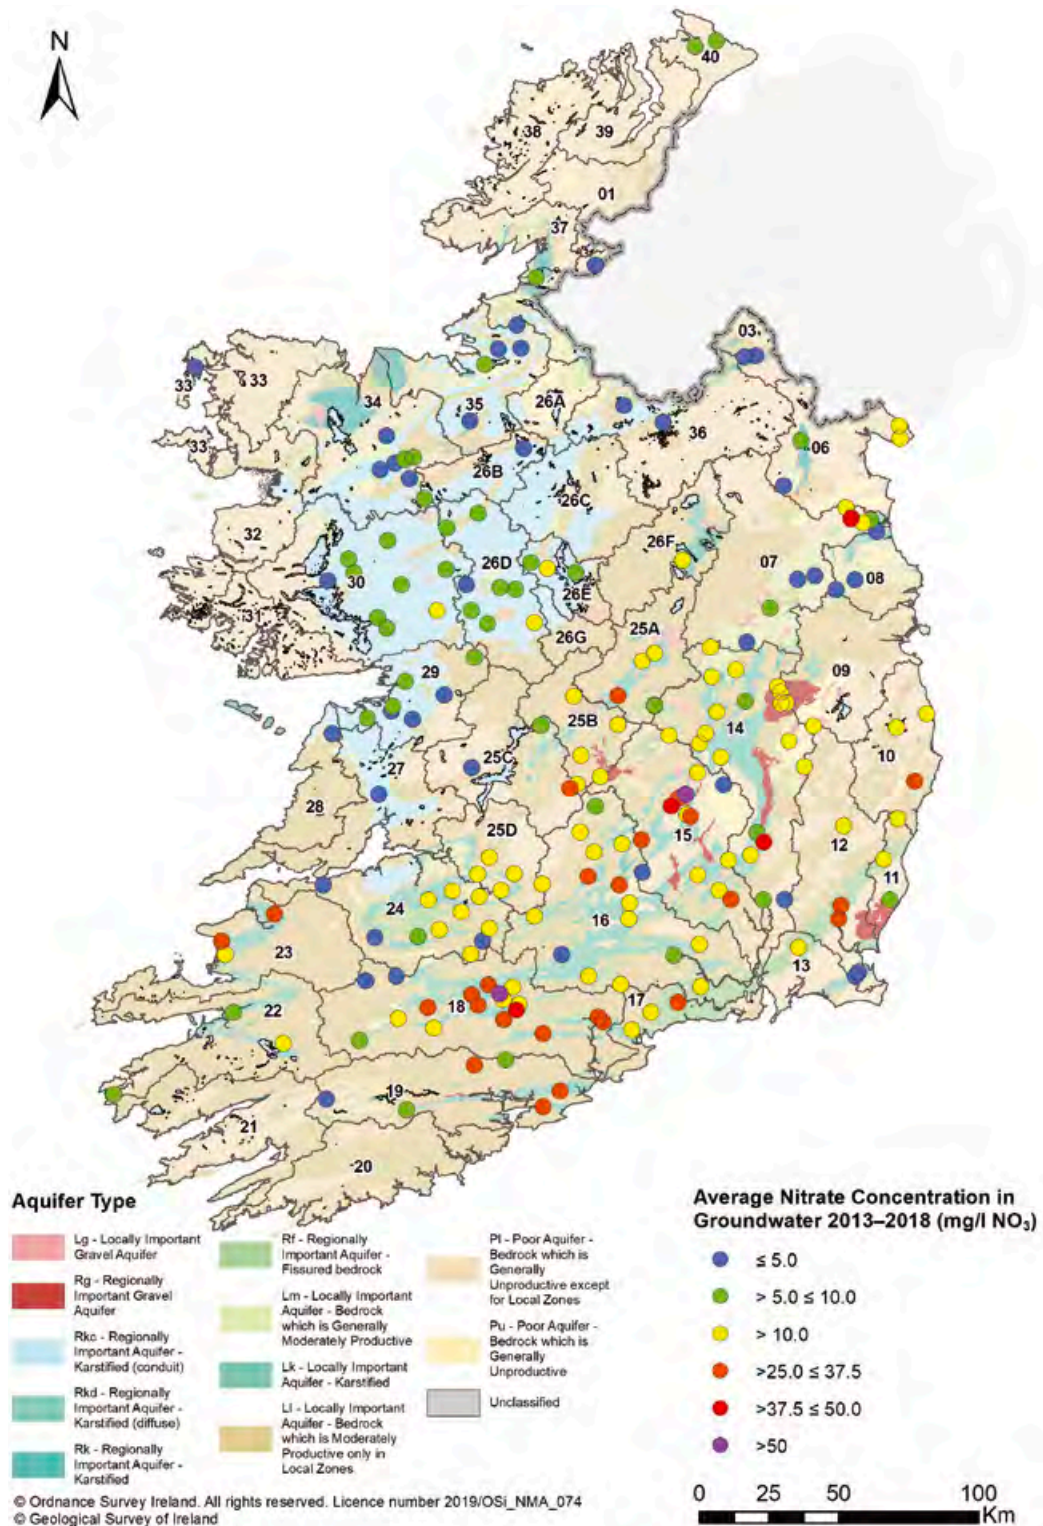 N
40
38
39
01
37
03
33
33
34
35
26A
36
06
33
26B
26C
32
26F
07
08
30
26D
26E
31
26G
25A
29
09
25B
14
10
27
25C
28
25D
15
12
11
24
16
23
13
22
18
17
19
21
20
Aquifer Type
Lg - Locally Important
Gravel Aquifer
Rg - Regionally
Important Gravel
Aquifer
Rkc - Regionally
Important Aquifer -
Karstified (conduit)
Rkd - Regionally
Important Aquifer -
Karstified (diffuse)
Rk - Regionally
Important Aquifer -
Karstified
Rf - Regionally
Important Aquifer -
Fissured bedrock
Lm - Locally Important
Aquifer - Bedrock
which is Generally
Moderately Productive
Lk - Locally Important
Aquifer - Karstified
Ll - Locally Important
Aquifer - Bedrock
which is Moderately
Productive only in
Local Zones
Pl - Poor Aquifer -
Bedrock which is
Generally
Unproductive except
for Local Zones
Pu - Poor Aquifer -
Bedrock which is
Generally
Unproductive
Unclassified
Average Nitrate Concentration in
Groundwater 2013–2018 (mg/l NO₃)
≤ 5.0
> 5.0 ≤ 10.0
> 10.0
>25.0 ≤ 37.5
>37.5 ≤ 50.0
>50
0 25 50 100
Km
© Ordnance Survey Ireland. All rights reserved. Licence number 2019/OSi_NMA_074
© Geological Survey of Ireland